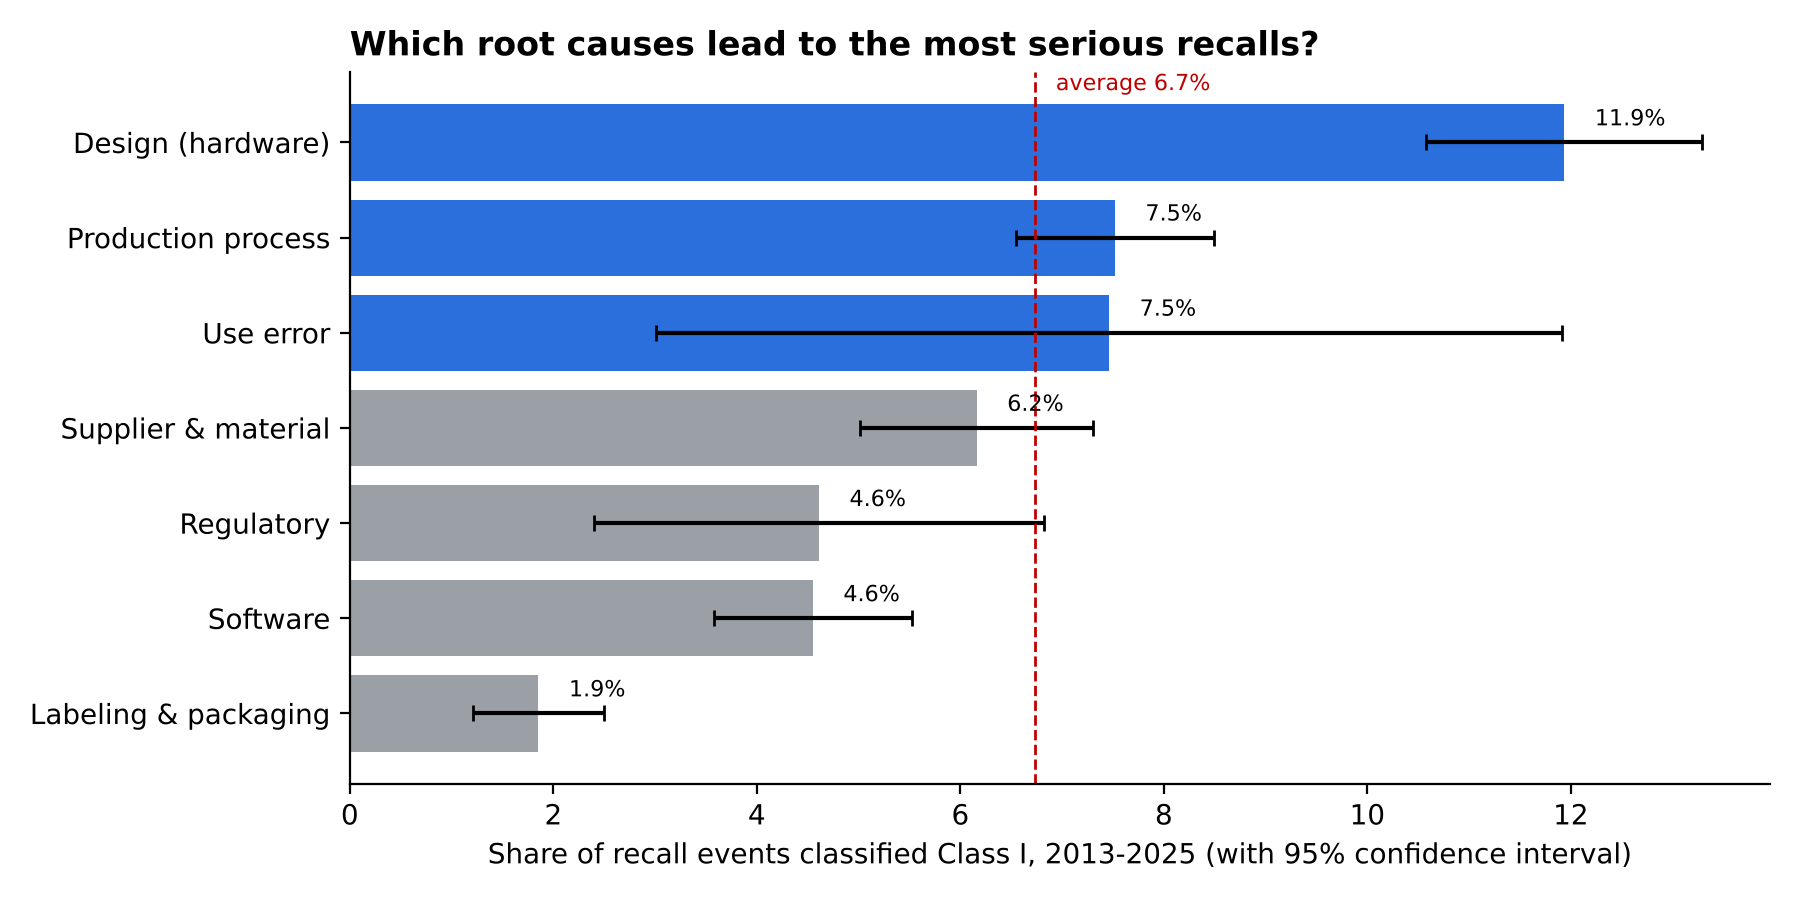 Which root causes lead to the most serious recalls?
average 6.7%
Design (hardware) 11.9%
Production process 7.5%
Use error 7.5%
Supplier & material 6.2%
Regulatory 4.6%
Software 4.6%
Labeling & packaging 1.9%
0 2 4 6 8 10 12
Share of recall events classified Class I, 2013-2025 (with 95% confidence interval)